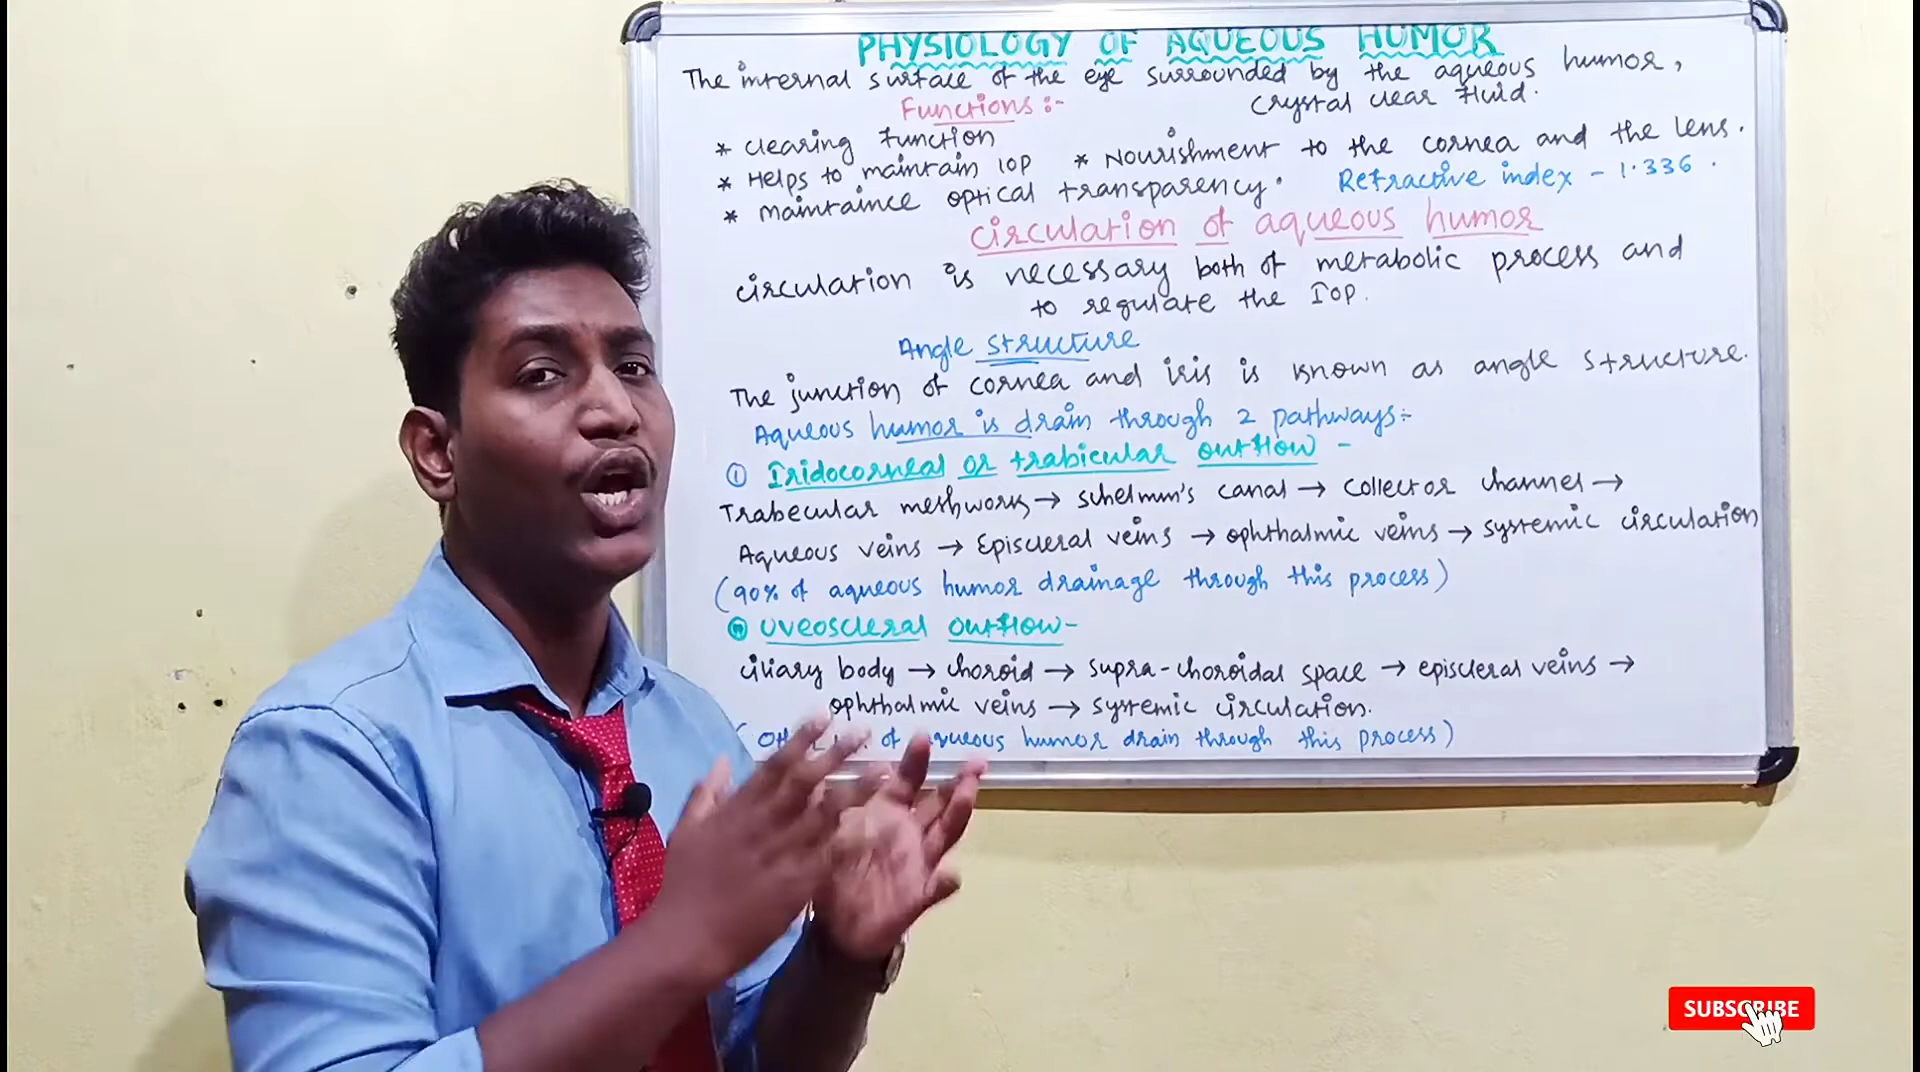 PHYSIOLOGY OF AQUEOUS HUMOR
The internal surface of the eye surrounded by the aqueous humor,
crystal clear fluid.
Functions :-
* clearing function
* Helps to maintain IOP * Nourishment to the cornea and the lens.
* maintaince optical transparency. Refractive index - 1.336 .
circulation of aqueous humor
circulation is necessary both of metabolic process and
to regulate the IOP.
Angle structure
The junction of cornea and iris is known as angle structure.
Aqueous humor is drain through 2 pathways:-
① Iridocorneal or trabicular outflow -
Trabecular meshwork → schelmm's canal → collector channel →
Aqueous veins → Episcleral veins → ophthalmic veins → systemic circulation
(90% of aqueous humor drainage through this process)
⑪ uveoscleral outflow-
ciliary body → choroid → supra-choroidal space → episcleral veins →
ophthalmic veins → systemic circulation.
of aqueous humor drain through this process)
SUBSCRIBE